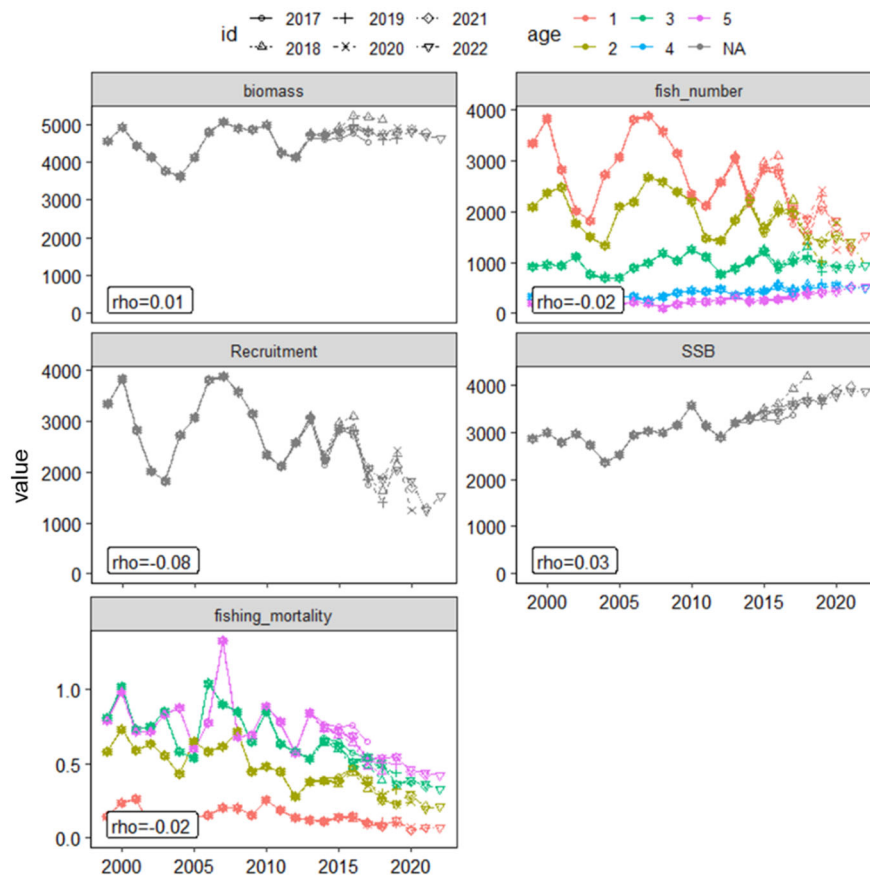 id 2017 2019 2021 age 1 3 5
2018 2020 2022 2 4 NA
biomass fish_number
5000
4000
3000
2000
1000
0
rho=0.01
4000
3000
2000
1000
0
rho=-0.02
Recruitment SSB
value
4000
3000
2000
1000
0
rho=-0.08
4000
3000
2000
1000
0
rho=0.03
2000 2005 2010 2015 2020
fishing_mortality
1.0
0.5
0.0
rho=-0.02
2000 2005 2010 2015 2020